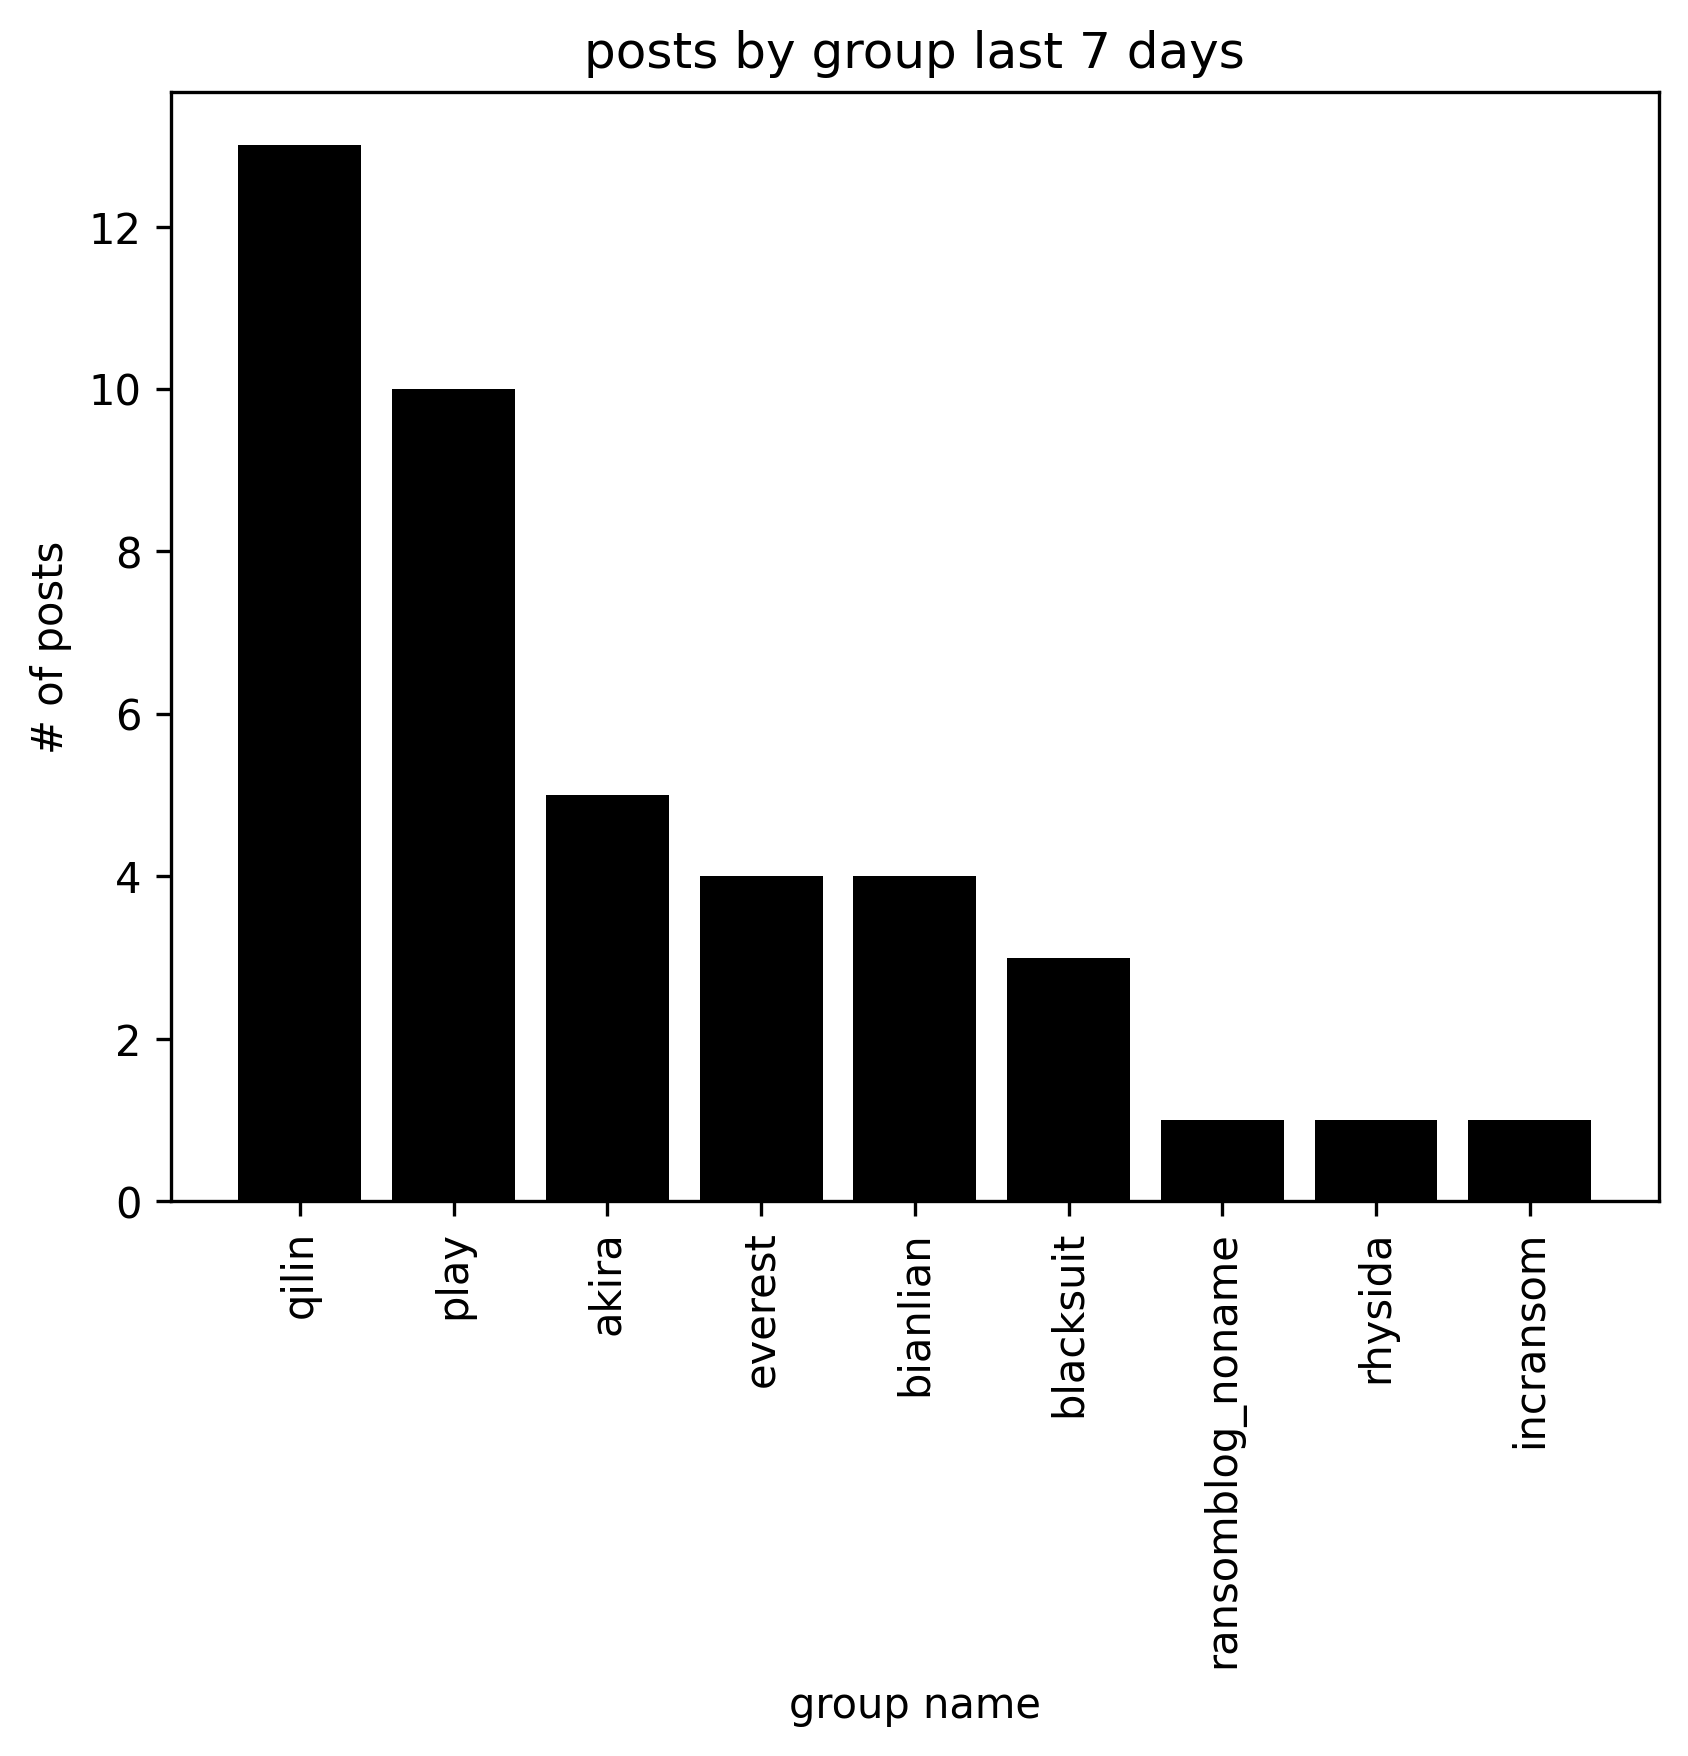 posts by group last 7 days
# of posts
12
10
8
6
4
2
0
qilin
play
akira
everest
bianlian
blacksuit
ransomblog_noname
rhysida
incransom
group name